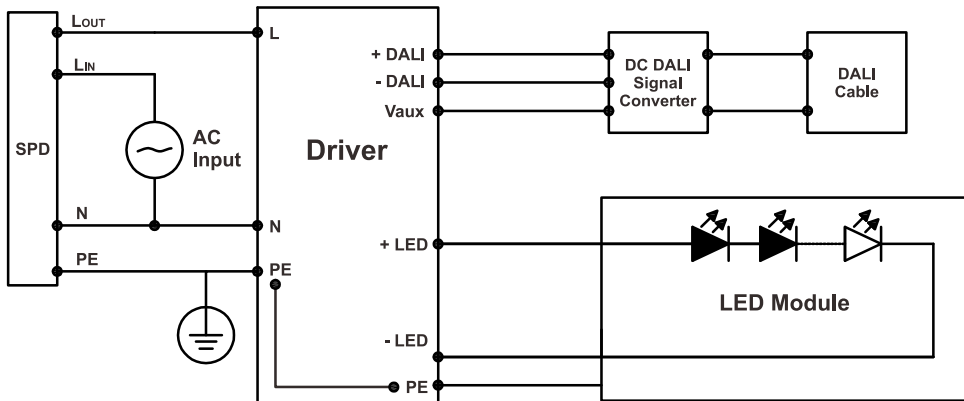 SPD
LOUT
LIN
N
PE
AC
Input
L
N
PE
Driver
+ DALI
- DALI
Vaux
+ LED
- LED
PE
DC DALI
Signal
Converter
DALI
Cable
LED Module